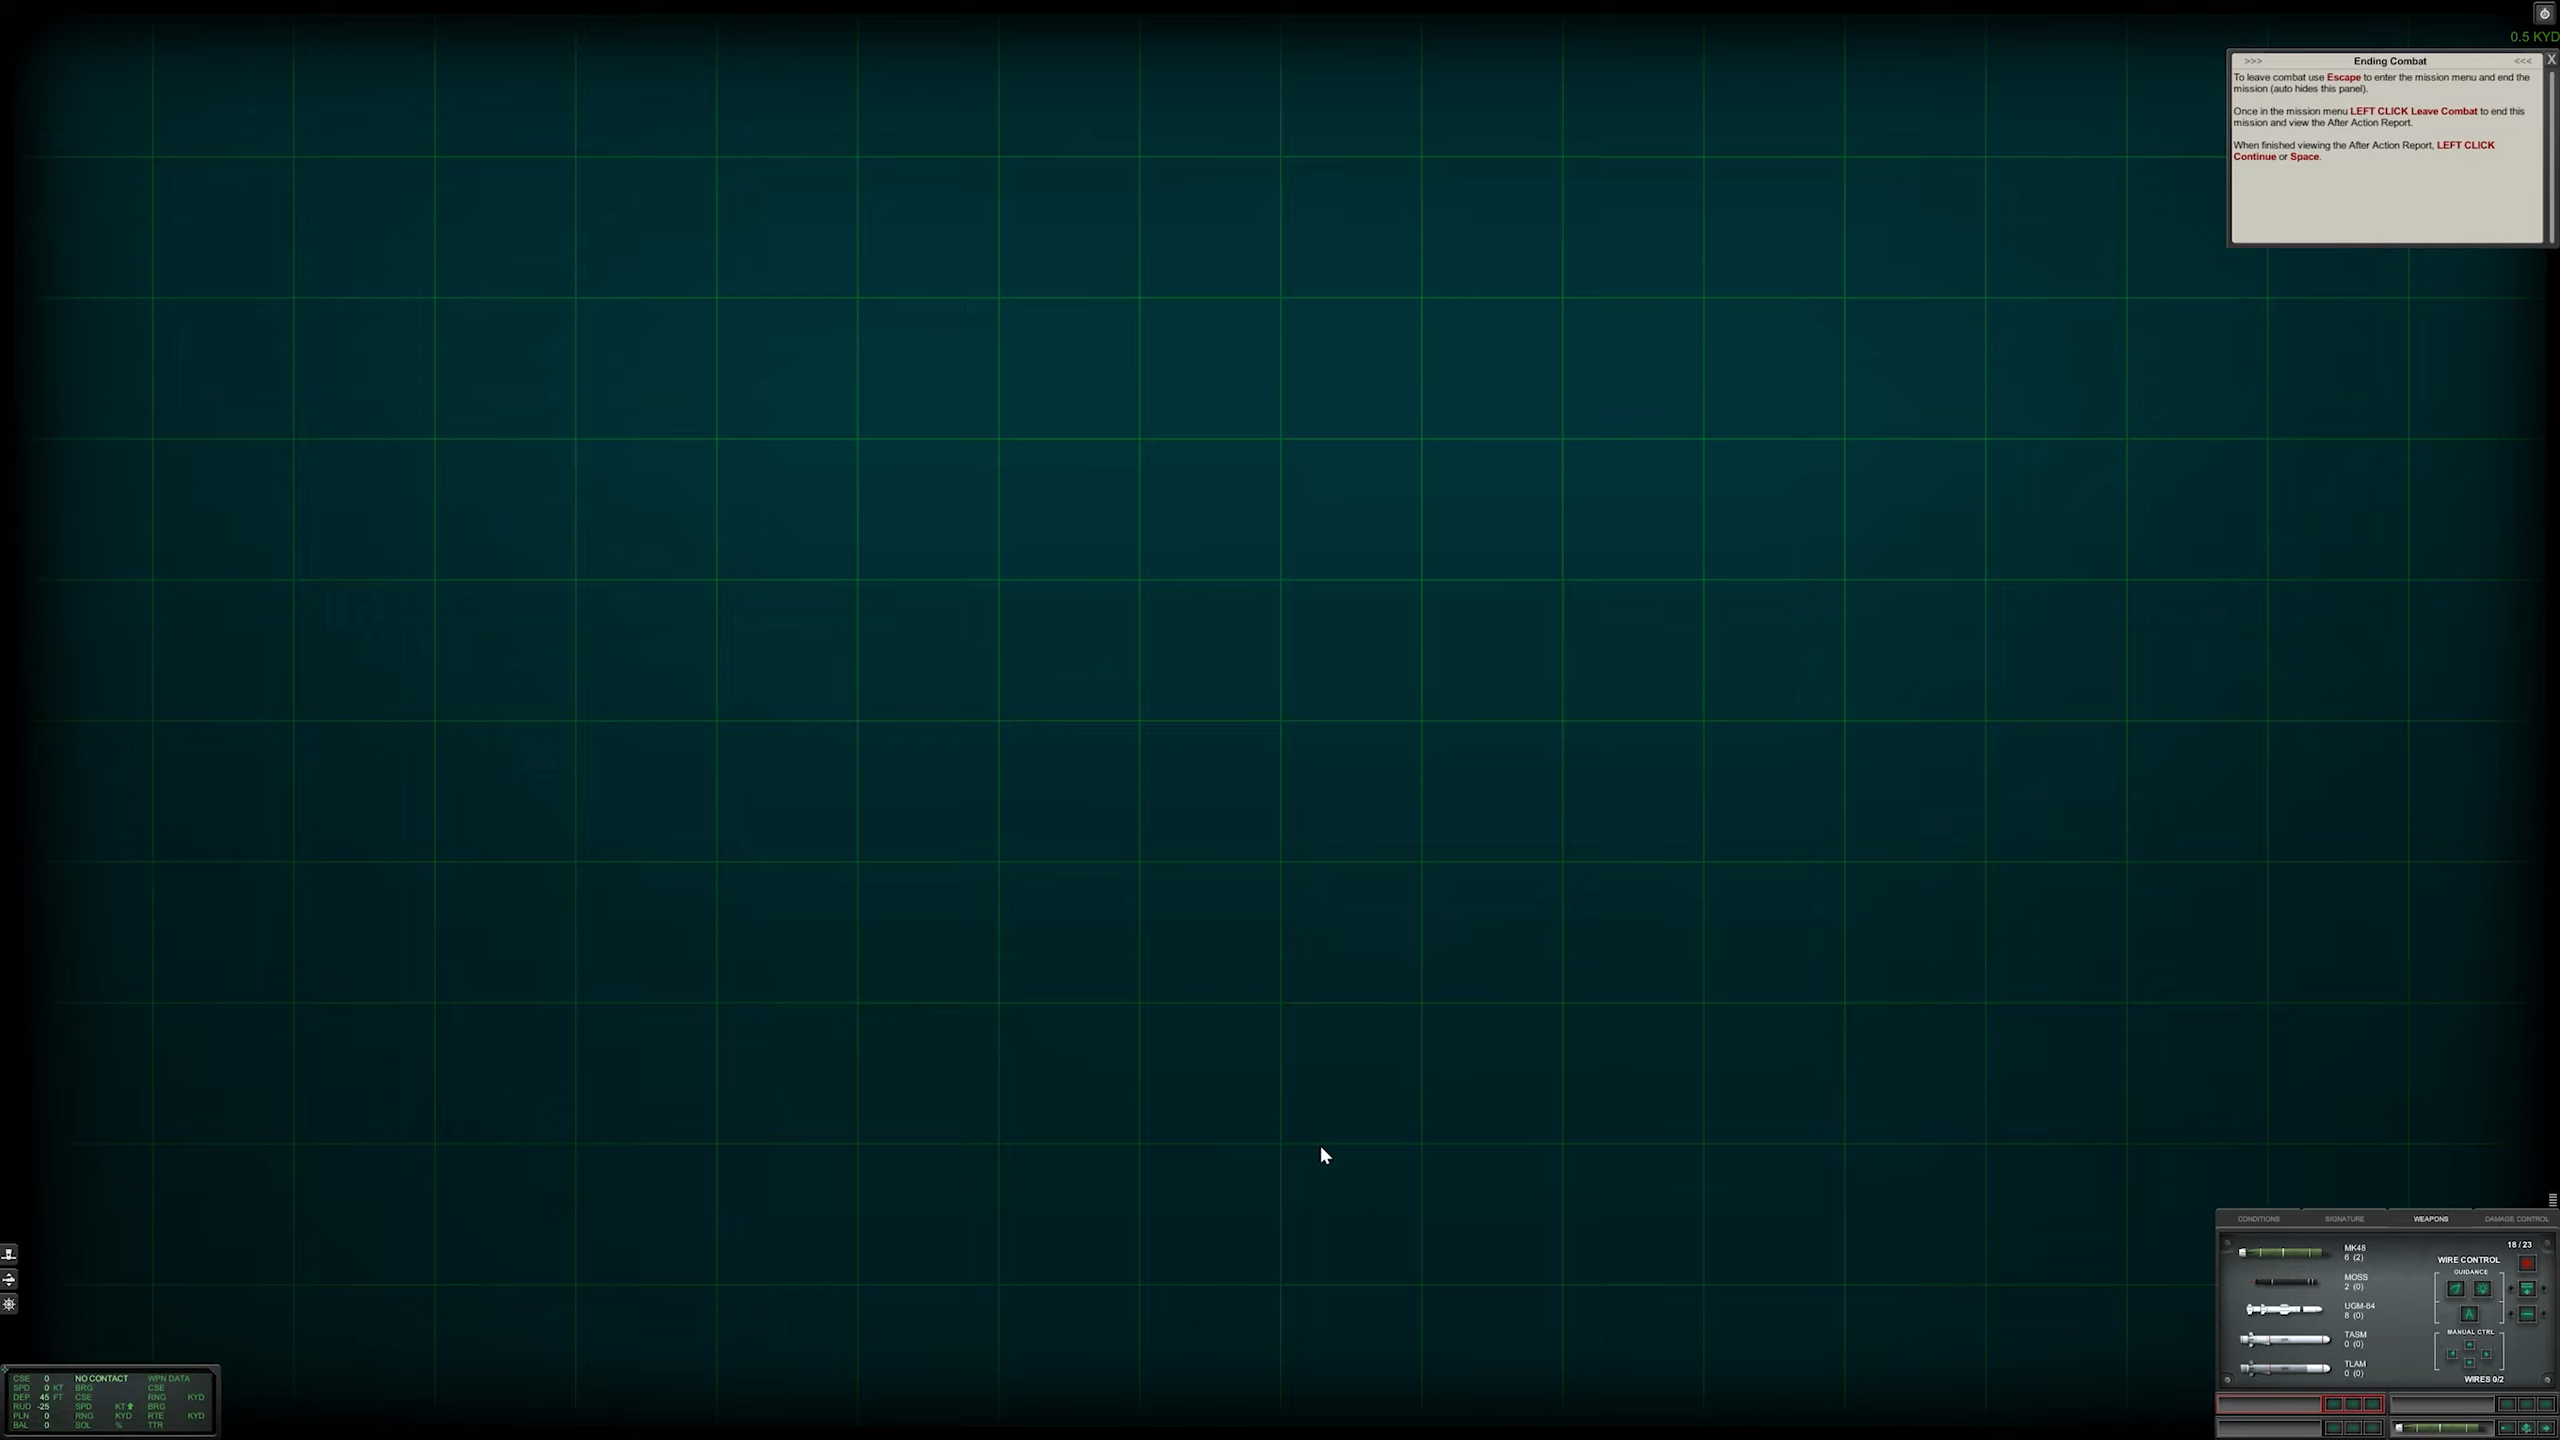 0.5 KYD
>>> Ending Combat <<< X
To leave combat use Escape to enter the mission menu and end the
mission (auto hides this panel).
Once in the mission menu LEFT CLICK Leave Combat to end this
mission and view the After Action Report.
When finished viewing the After Action Report, LEFT CLICK
Continue or Space.
CONDITIONS SIGNATURE WEAPONS DAMAGE CONTROL
18 / 23
MK48
6 (2)
MOSS
2 (0)
UGM-84
8 (0)
TASM
0 (0)
TLAM
0 (0)
WIRE CONTROL
GUIDANCE
A
MANUAL CTRL
WIRES 0/2
CSE 0 NO CONTACT WPN DATA
SPD 0 KT BRG CSE
DEP 45 FT CSE RNG KYD
RUD -25 SPD KT BRG
PLN 0 RNG KYD RTE KYD
BAL 0 SOL % TTR